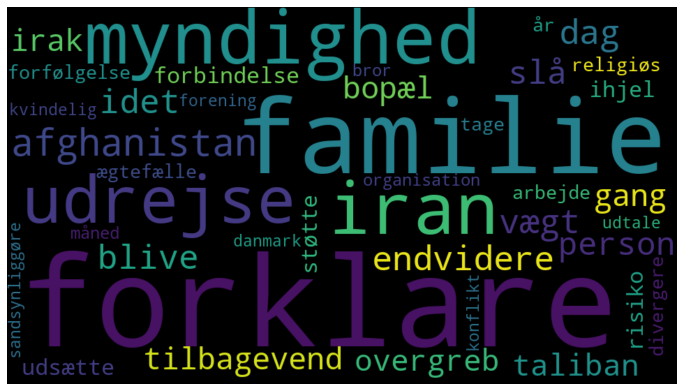 irak myndighed år dag
forfølgelse forbindelse bror slå religiøs
kvindelig idet forening bopæl ihjel
afghanistan familie tage
ægtefælle organisation
udrejse iran arbejde gang
måned danmark støtte vægt udtale
sandsynliggøre blive endvidere person
forklare konflikt risiko divergere
udsætte tilbagevend overgreb taliban